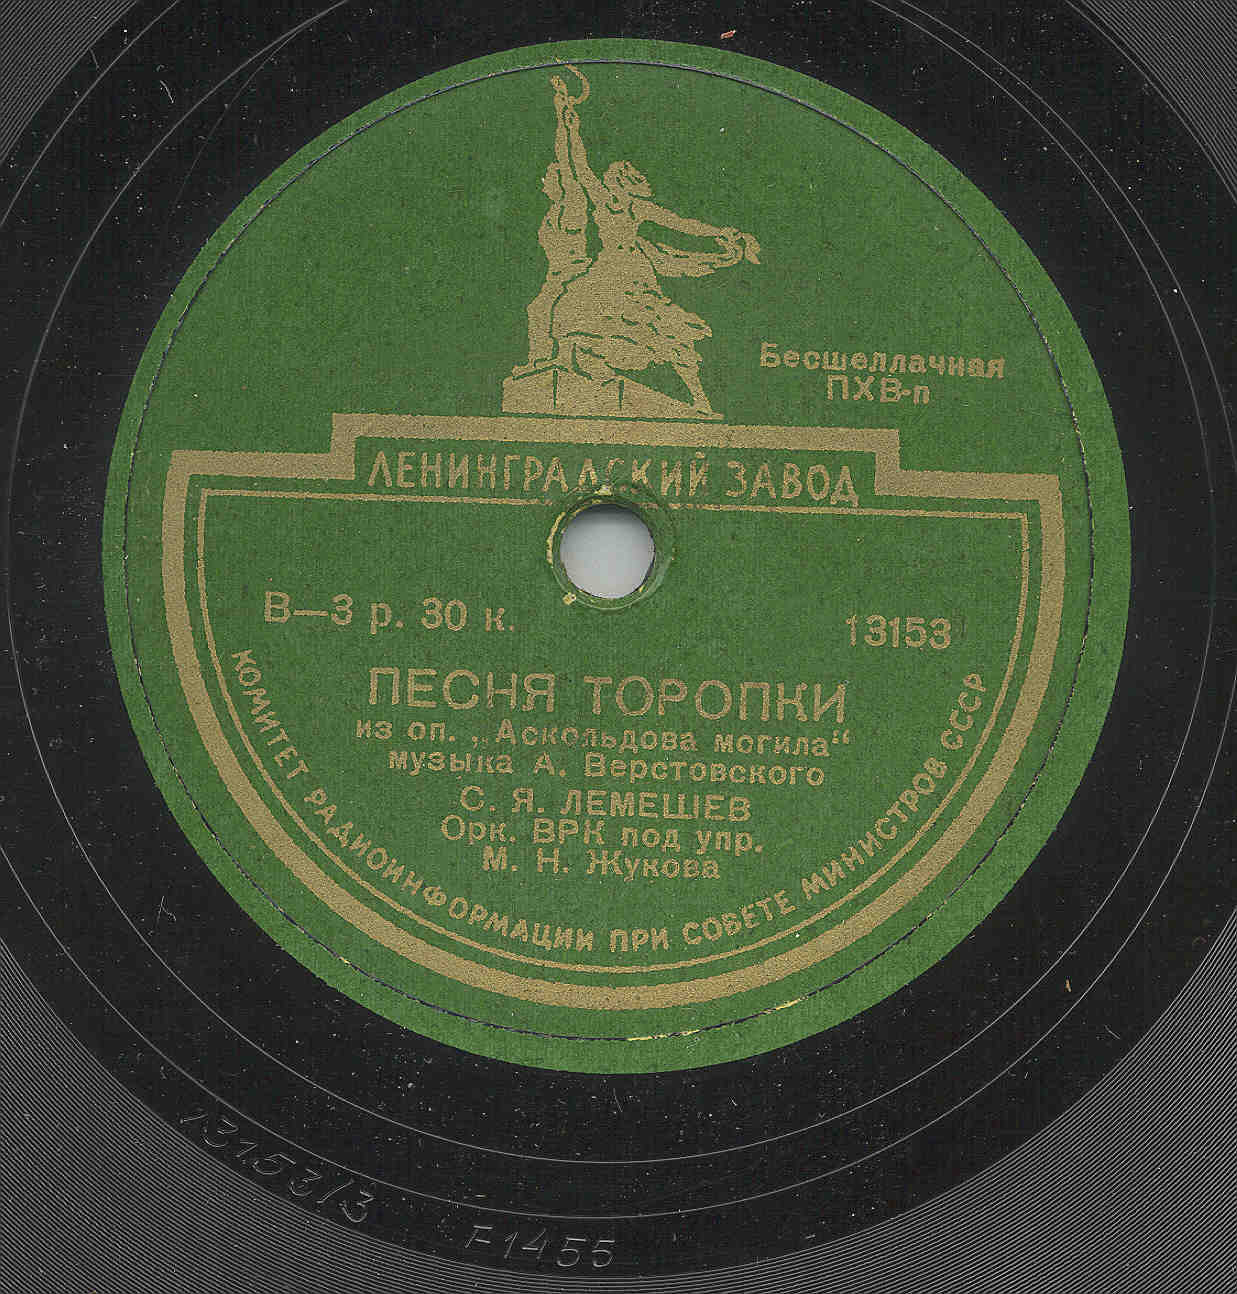 Бесшеллачная
ПХВ-п
ЛЕНИНГРАДСКИЙ ЗАВОД
В—3 р. 30 к.
13153
ПЕСНЯ ТОРОПКИ
из оп. „Аскольдова могила“
музыка А. Верстовского
С. Я. ЛЕМЕШЕВ
Орк. ВРК под упр.
М. Н. Жукова
КОМИТЕТ РАДИОИНФОРМАЦИИ ПРИ СОВЕТЕ МИНИСТРОВ СССР
13153/3
F-1455